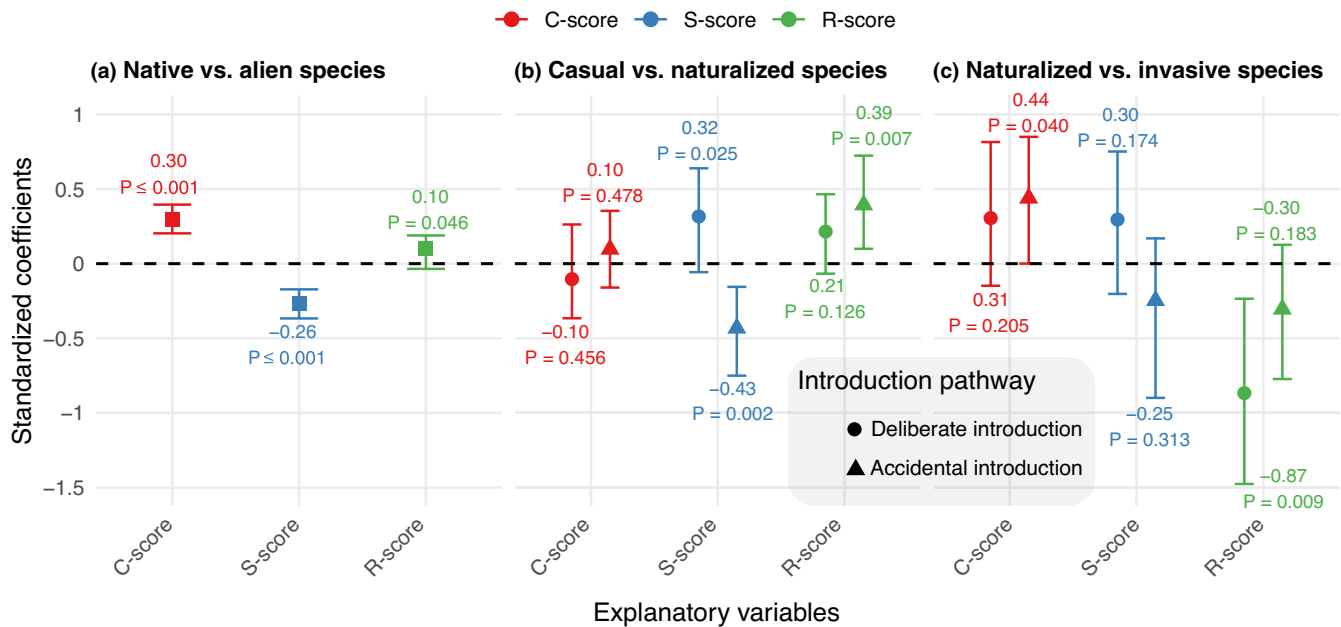 C-score S-score R-score
(a) Native vs. alien species
(b) Casual vs. naturalized species
(c) Naturalized vs. invasive species
Standardized coefficients
1
0.5
0
−0.5
−1
−1.5
0.30
P ≤ 0.001
−0.26
P ≤ 0.001
0.10
P = 0.046
−0.10
P = 0.456
0.10
P = 0.478
0.32
P = 0.025
−0.43
P = 0.002
0.21
P = 0.126
0.39
P = 0.007
0.31
P = 0.205
0.44
P = 0.040
0.30
P = 0.174
−0.25
P = 0.313
−0.87
P = 0.009
−0.30
P = 0.183
Introduction pathway
Deliberate introduction
Accidental introduction
C-score
S-score
R-score
C-score
S-score
R-score
C-score
S-score
R-score
Explanatory variables